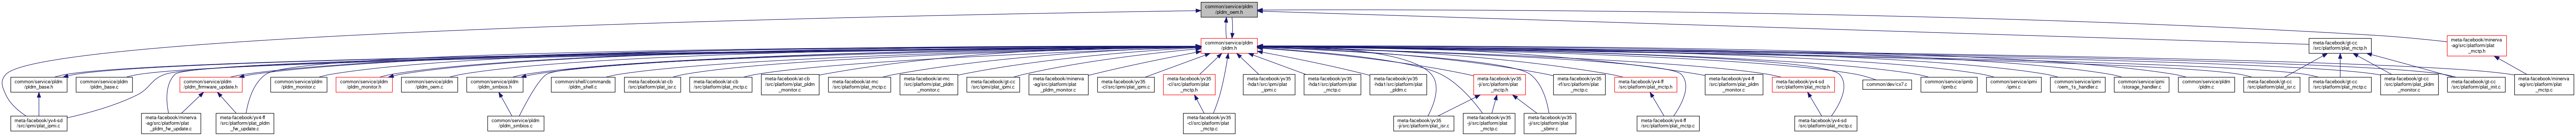 common/service/pldm
/pldm_oem.h
common/service/pldm
/pldm.h
meta-facebook/gt-cc
/src/platform/plat_mctp.h
meta-facebook/minerva
-ag/src/platform/plat
_mctp.h
common/service/pldm
/pldm_base.h
common/service/pldm
/pldm_base.c
common/service/pldm
/pldm_firmware_update.h
common/service/pldm
/pldm_monitor.c
common/service/pldm
/pldm_monitor.h
common/service/pldm
/pldm_oem.c
common/service/pldm
/pldm_smbios.h
common/shell/commands
/pldm_shell.c
meta-facebook/at-cb
/src/platform/plat_isr.c
meta-facebook/at-cb
/src/platform/plat_mctp.c
meta-facebook/at-cb
/src/platform/plat_pldm
_monitor.c
meta-facebook/at-mc
/src/platform/plat_mctp.c
meta-facebook/at-mc
/src/platform/plat_pldm
_monitor.c
meta-facebook/gt-cc
/src/ipmi/plat_ipmi.c
meta-facebook/minerva
-ag/src/platform/plat
_pldm_monitor.c
meta-facebook/yv35
-cl/src/ipmi/plat_ipmi.c
meta-facebook/yv35
-cl/src/platform/plat
_mctp.h
meta-facebook/yv35
-hda1/src/ipmi/plat
_ipmi.c
meta-facebook/yv35
-hda1/src/platform/plat
_mctp.c
meta-facebook/yv35
-hda1/src/platform/plat
_pldm.c
meta-facebook/yv35
-ji/src/platform/plat
_mctp.h
meta-facebook/yv35
-rf/src/platform/plat
_mctp.c
meta-facebook/yv4-ff
/src/platform/plat_mctp.h
meta-facebook/yv4-ff
/src/platform/plat_pldm
_monitor.c
meta-facebook/yv4-sd
/src/platform/plat_mctp.h
common/dev/cx7.c
common/service/ipmb
/ipmb.c
common/service/ipmi
/ipmi.c
common/service/ipmi
/oem_1s_handler.c
common/service/ipmi
/storage_handler.c
common/service/pldm
/pldm.c
meta-facebook/gt-cc
/src/platform/plat_isr.c
meta-facebook/gt-cc
/src/platform/plat_mctp.c
meta-facebook/gt-cc
/src/platform/plat_pldm
_monitor.c
meta-facebook/gt-cc
/src/platform/plat_init.c
meta-facebook/minerva
-ag/src/platform/plat
_mctp.c
meta-facebook/yv4-sd
/src/ipmi/plat_ipmi.c
meta-facebook/minerva
-ag/src/platform/plat
_pldm_fw_update.c
meta-facebook/yv4-ff
/src/platform/plat_pldm
_fw_update.c
common/service/pldm
/pldm_smbios.c
meta-facebook/yv35
-cl/src/platform/plat
_mctp.c
meta-facebook/yv35
-ji/src/platform/plat_isr.c
meta-facebook/yv35
-ji/src/platform/plat
_mctp.c
meta-facebook/yv35
-ji/src/platform/plat
_sbmr.c
meta-facebook/yv4-ff
/src/platform/plat_mctp.c
meta-facebook/yv4-sd
/src/platform/plat_mctp.c